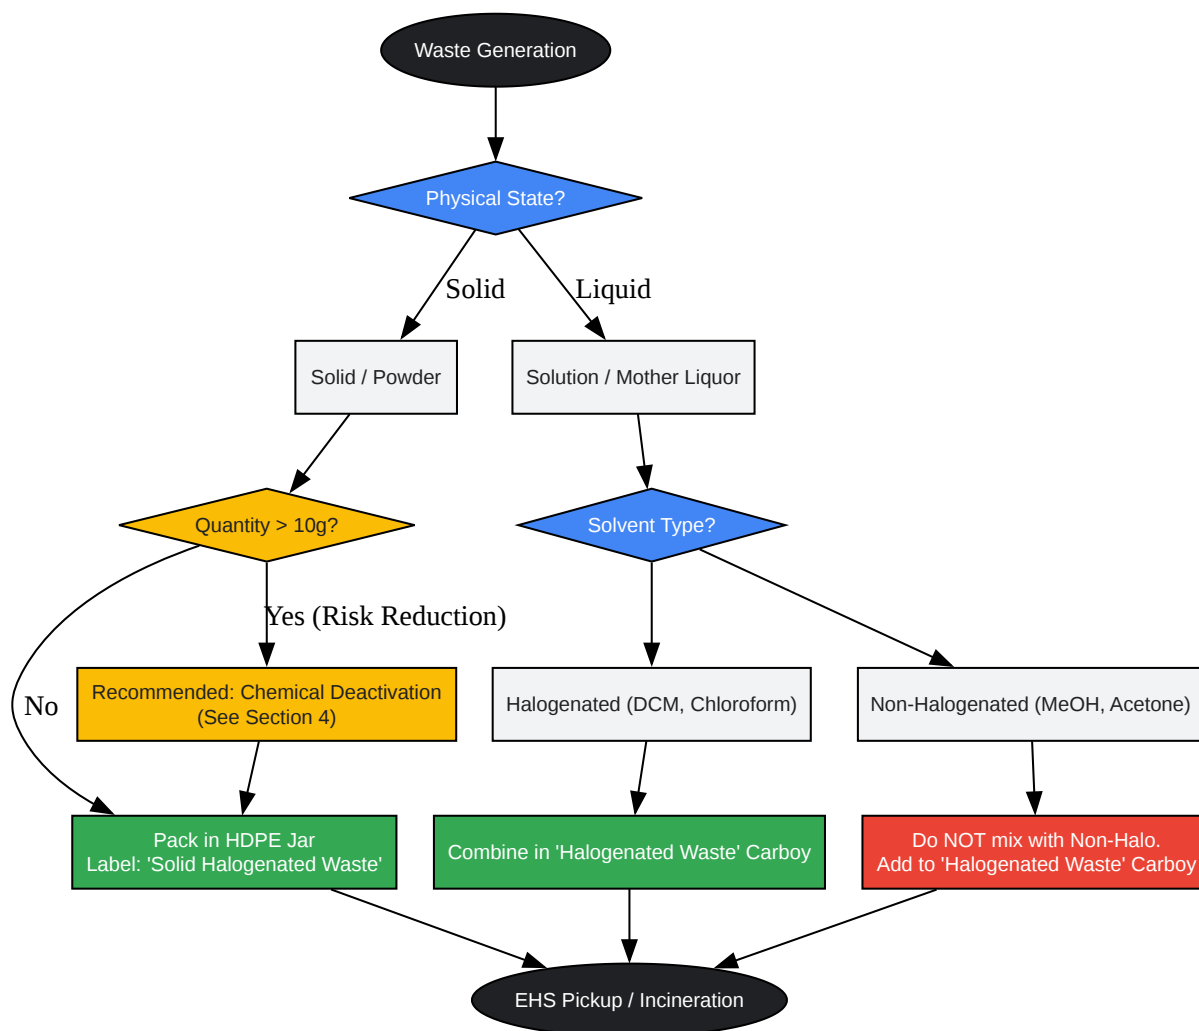 Waste Generation
Physical State?
Solid
Liquid
Solid / Powder
Solution / Mother Liquor
Quantity > 10g?
Solvent Type?
Yes (Risk Reduction)
No
Recommended: Chemical Deactivation
(See Section 4)
Halogenated (DCM, Chloroform)
Non-Halogenated (MeOH, Acetone)
Pack in HDPE Jar
Label: 'Solid Halogenated Waste'
Combine in 'Halogenated Waste' Carboy
Do NOT mix with Non-Halo.
Add to 'Halogenated Waste' Carboy
EHS Pickup / Incineration